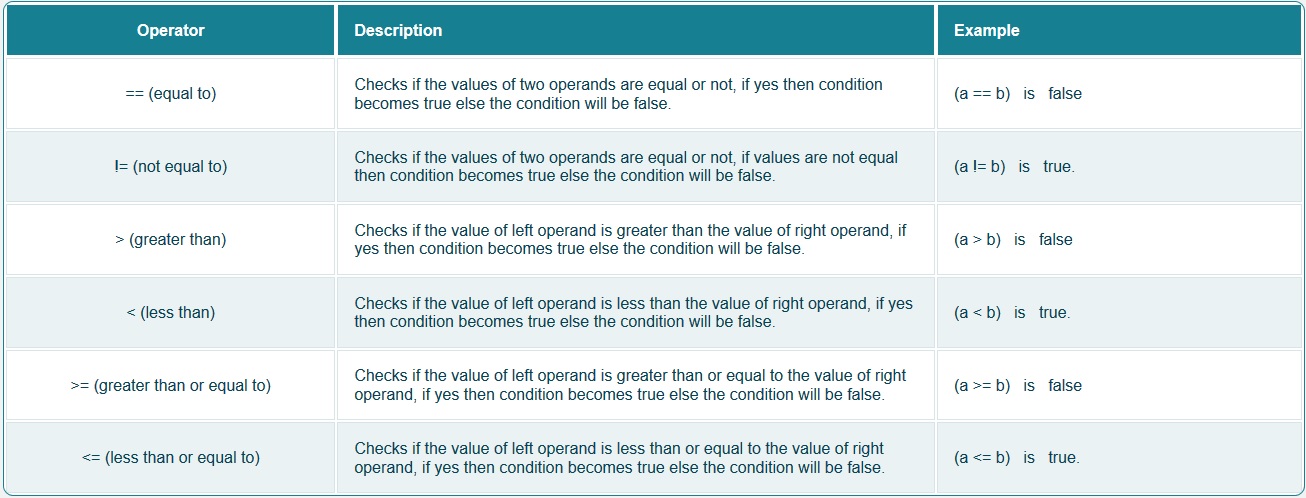 Operator Description Example
== (equal to)
Checks if the values of two operands are equal or not, if yes then condition
becomes true else the condition will be false.
(a == b) is false
!= (not equal to)
Checks if the values of two operands are equal or not, if values are not equal
then condition becomes true else the condition will be false.
(a != b) is true.
> (greater than)
Checks if the value of left operand is greater than the value of right operand, if
yes then condition becomes true else the condition will be false.
(a > b) is false
< (less than)
Checks if the value of left operand is less than the value of right operand, if yes
then condition becomes true else the condition will be false.
(a < b) is true.
>= (greater than or equal to)
Checks if the value of left operand is greater than or equal to the value of right
operand, if yes then condition becomes true else the condition will be false.
(a >= b) is false
<= (less than or equal to)
Checks if the value of left operand is less than or equal to the value of right
operand, if yes then condition becomes true else the condition will be false.
(a <= b) is true.